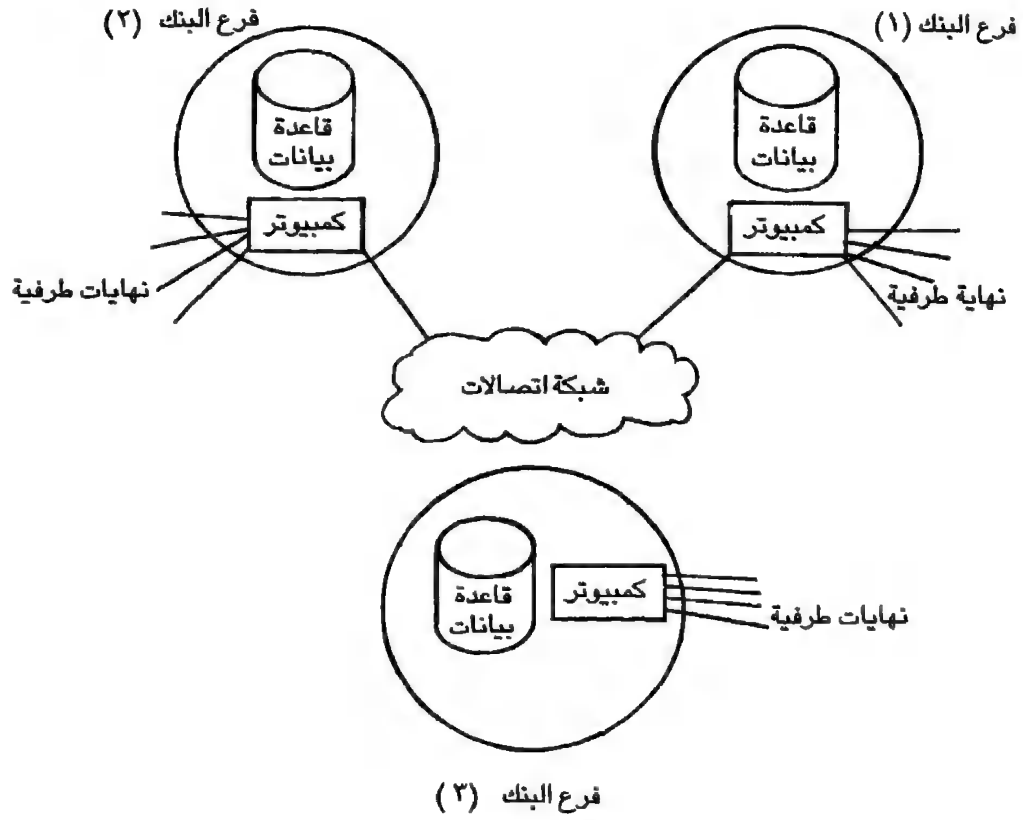 فرع البنك (١)
قاعدة
بيانات
كمبيوتر
نهاية طرفية
فرع البنك (٢)
قاعدة
بيانات
كمبيوتر
نهايات طرفية
شبكة اتصالات
قاعدة
بيانات
كمبيوتر
نهايات طرفية
فرع البنك (٣)